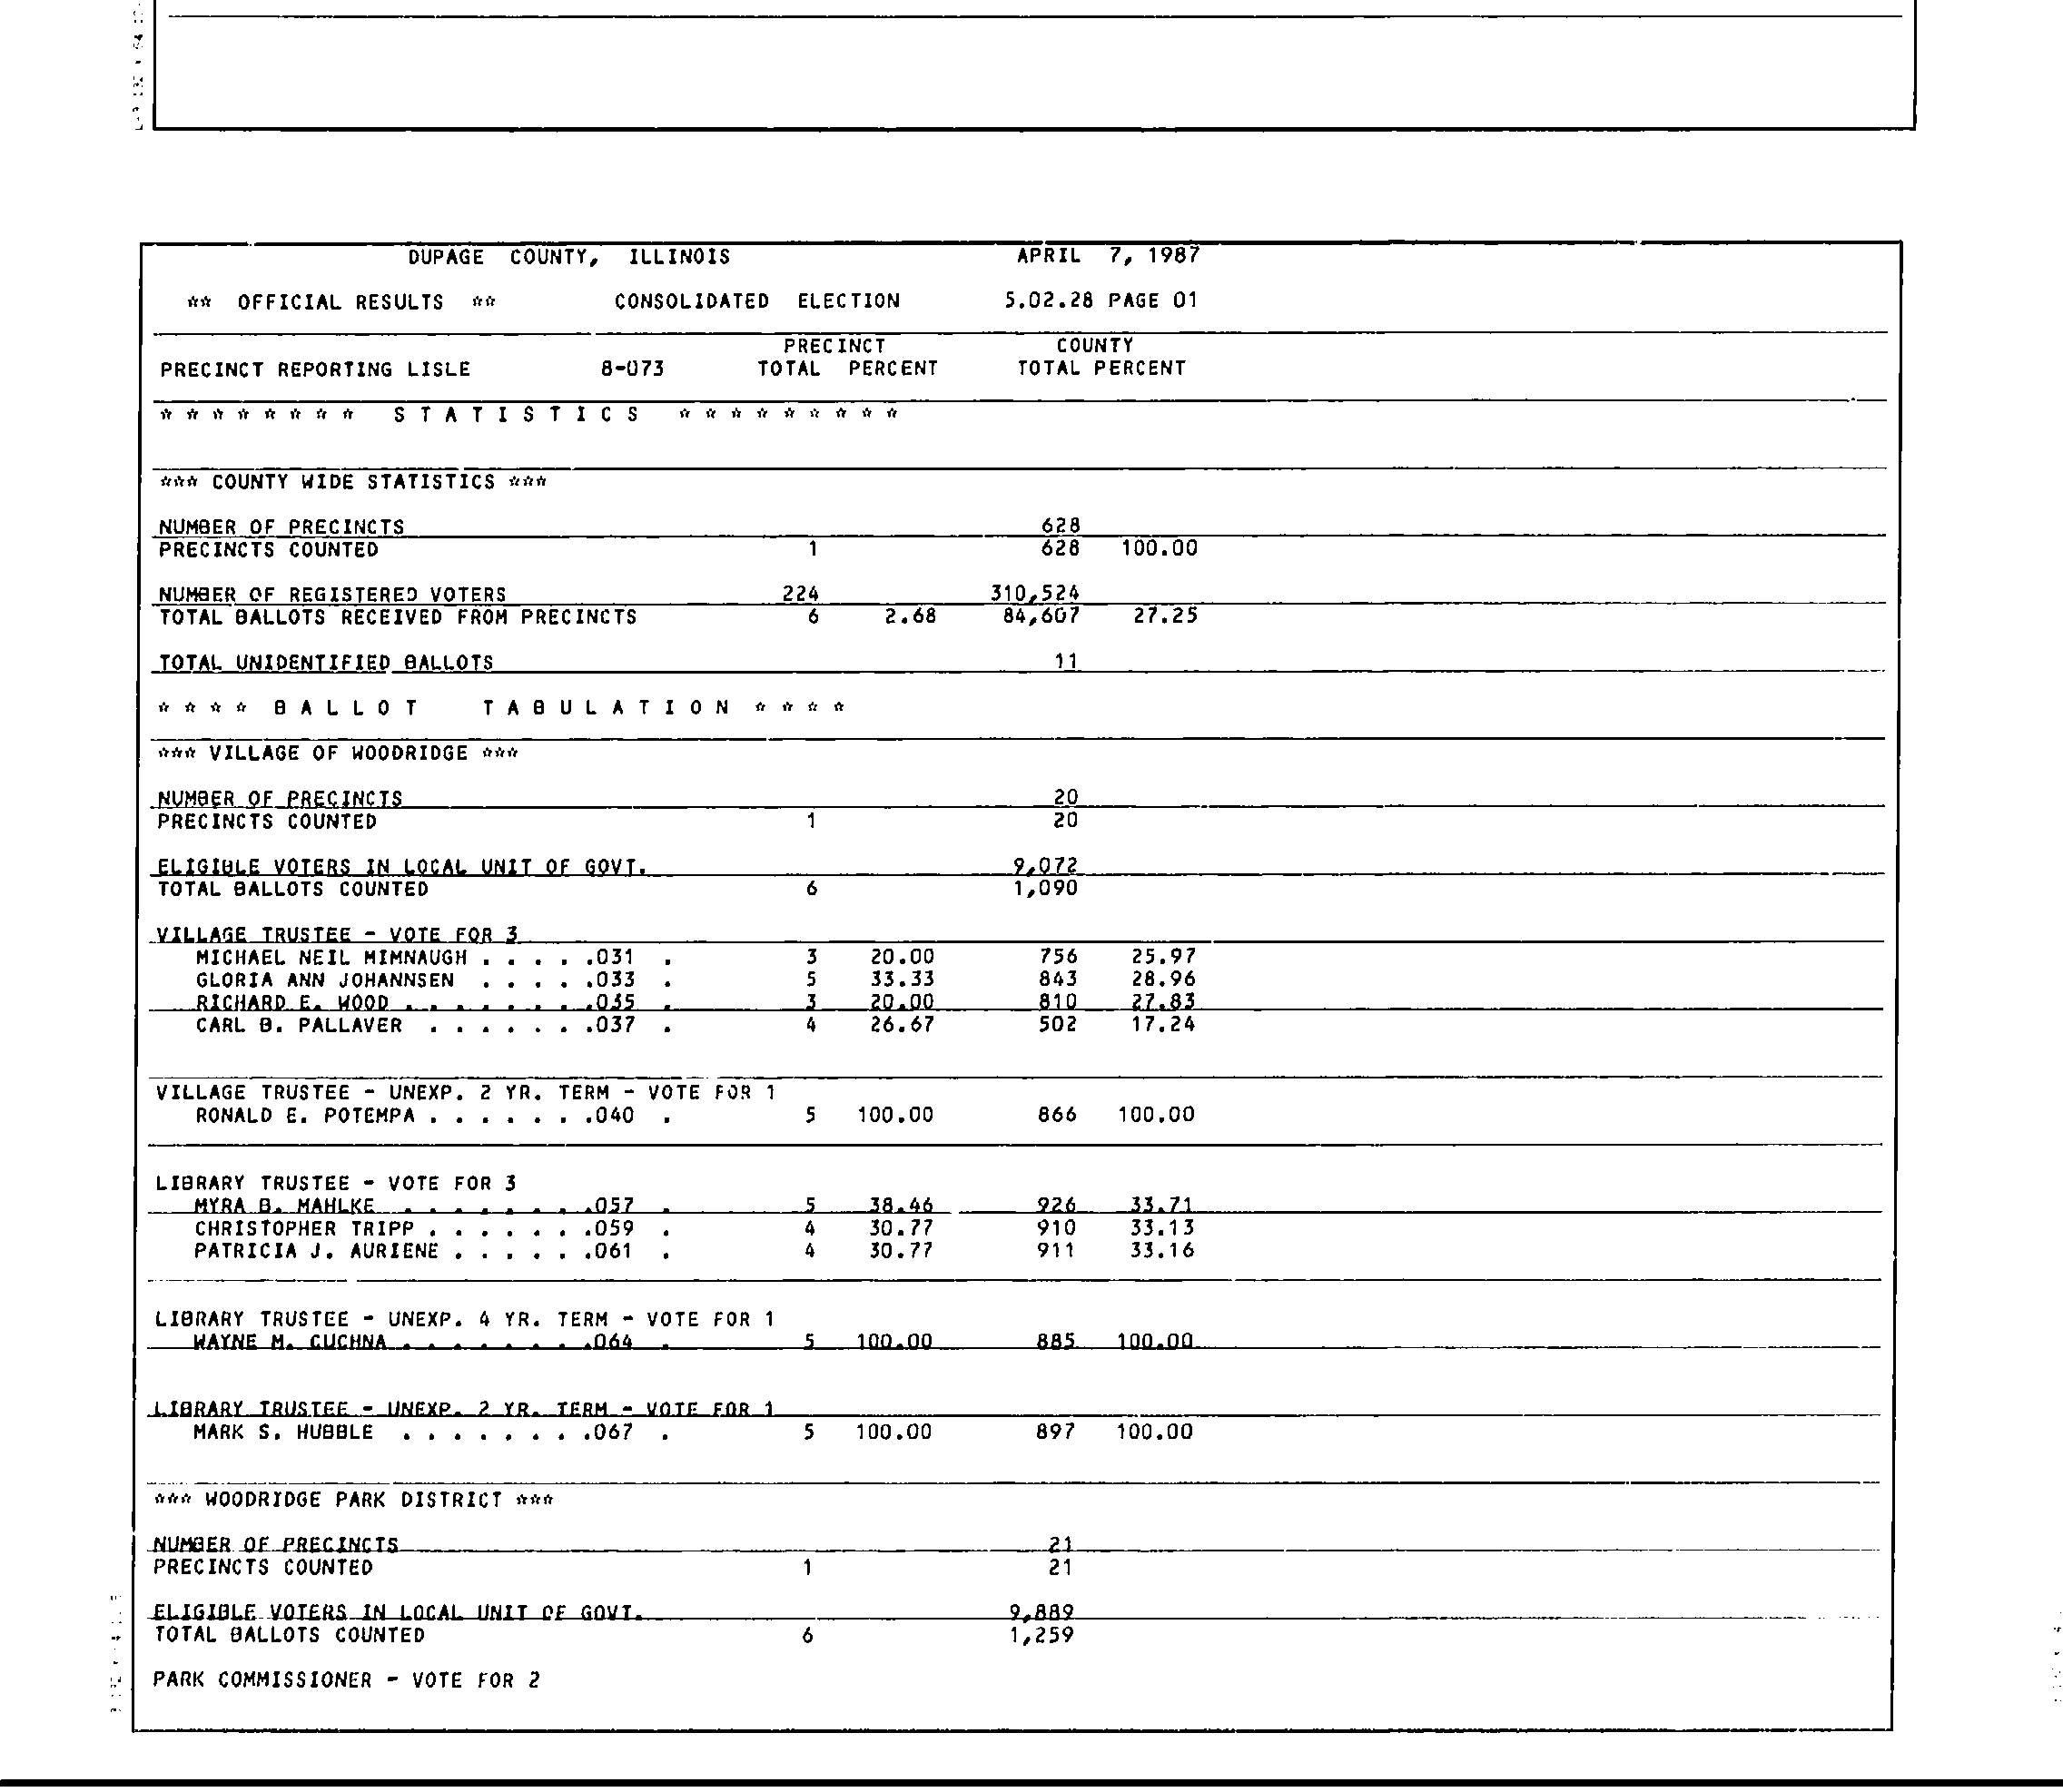 DUPAGE COUNTY, ILLINOIS APRIL 7, 1987
** OFFICIAL RESULTS ** CONSOLIDATED ELECTION 5.02.28 PAGE 01
PRECINCT COUNTY
PRECINCT REPORTING LISLE 8-073 TOTAL PERCENT TOTAL PERCENT
* * * * * * * * S T A T I S T I C S * * * * * * * * *
*** COUNTY WIDE STATISTICS ***
NUMBER OF PRECINCTS 628
PRECINCTS COUNTED 1 628 100.00
NUMBER OF REGISTERED VOTERS 224 310,524
TOTAL BALLOTS RECEIVED FROM PRECINCTS 6 2.68 84,607 27.25
TOTAL UNIDENTIFIED BALLOTS 11
* * * * B A L L O T T A B U L A T I O N * * * *
*** VILLAGE OF WOODRIDGE ***
NUMBER OF PRECINCTS 20
PRECINCTS COUNTED 1 20
ELIGIBLE VOTERS IN LOCAL UNIT OF GOVT. 9,072
TOTAL BALLOTS COUNTED 6 1,090
VILLAGE TRUSTEE - VOTE FOR 3
MICHAEL NEIL MIMNAUGH . . . . .031 . 3 20.00 756 25.97
GLORIA ANN JOHANNSEN . . . . .033 . 5 33.33 843 28.96
RICHARD E. WOOD . . . . . . . .035 . 3 20.00 810 27.83
CARL B. PALLAVER . . . . . . .037 . 4 26.67 502 17.24
VILLAGE TRUSTEE - UNEXP. 2 YR. TERM - VOTE FOR 1
RONALD E. POTEMPA . . . . . . .040 . 5 100.00 866 100.00
LIBRARY TRUSTEE - VOTE FOR 3
MYRA B. MAHLKE . . . . . . . .057 . 5 38.46 926 33.71
CHRISTOPHER TRIPP . . . . . . .059 . 4 30.77 910 33.13
PATRICIA J. AURIENE . . . . . .061 . 4 30.77 911 33.16
LIBRARY TRUSTEE - UNEXP. 4 YR. TERM - VOTE FOR 1
WAYNE M. CUCHNA . . . . . . . .064 . 5 100.00 885 100.00
LIBRARY TRUSTEE - UNEXP. 2 YR. TERM - VOTE FOR 1
MARK S. HUBBLE . . . . . . . .067 . 5 100.00 897 100.00
*** WOODRIDGE PARK DISTRICT ***
NUMBER OF PRECINCTS 21
PRECINCTS COUNTED 1 21
ELIGIBLE VOTERS IN LOCAL UNIT OF GOVT. 9,889
TOTAL BALLOTS COUNTED 6 1,259
PARK COMMISSIONER - VOTE FOR 2